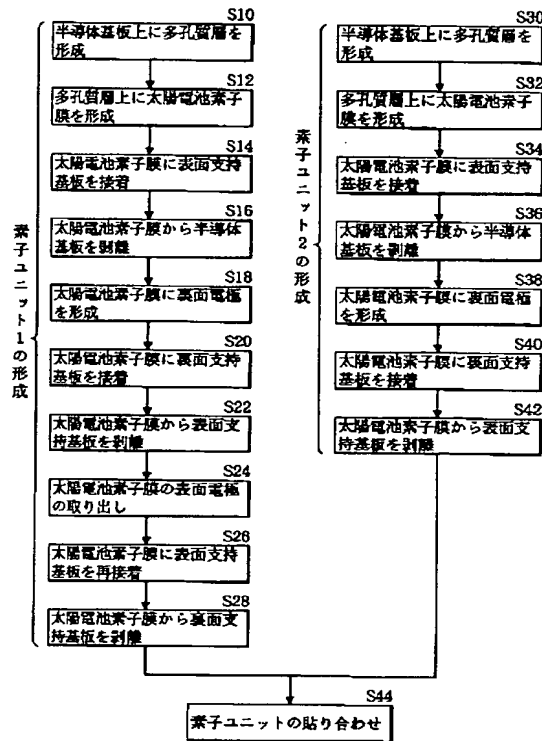 S10
半導体基板上に多孔質層を
形成
S12
多孔質層上に太陽電池素子
膜を形成
S14
太陽電池素子膜に表面支持
基板を接着
S16
太陽電池素子膜から半導体
基板を剥離
S18
太陽電池素子膜に裏面電極
を形成
S20
太陽電池素子膜に裏面支持
基板を接着
S22
太陽電池素子膜から表面支
持基板を剥離
S24
太陽電池素子膜の表面電極
の取り出し
S26
太陽電池素子膜に表面支持
基板を再接着
S28
太陽電池素子膜から裏面支
持基板を剥離
素子ユニット1の形成
S30
半導体基板上に多孔質層を
形成
S32
多孔質層上に太陽電池素子
膜を形成
S34
太陽電池素子膜に表面支持
基板を接着
S36
太陽電池素子膜から半導体
基板を剥離
S38
太陽電池素子膜に裏面電極
を形成
S40
太陽電池素子膜に裏面支持
基板を接着
S42
太陽電池素子膜から表面支
持基板を剥離
素子ユニット2の形成
S44
素子ユニットの貼り合わせ